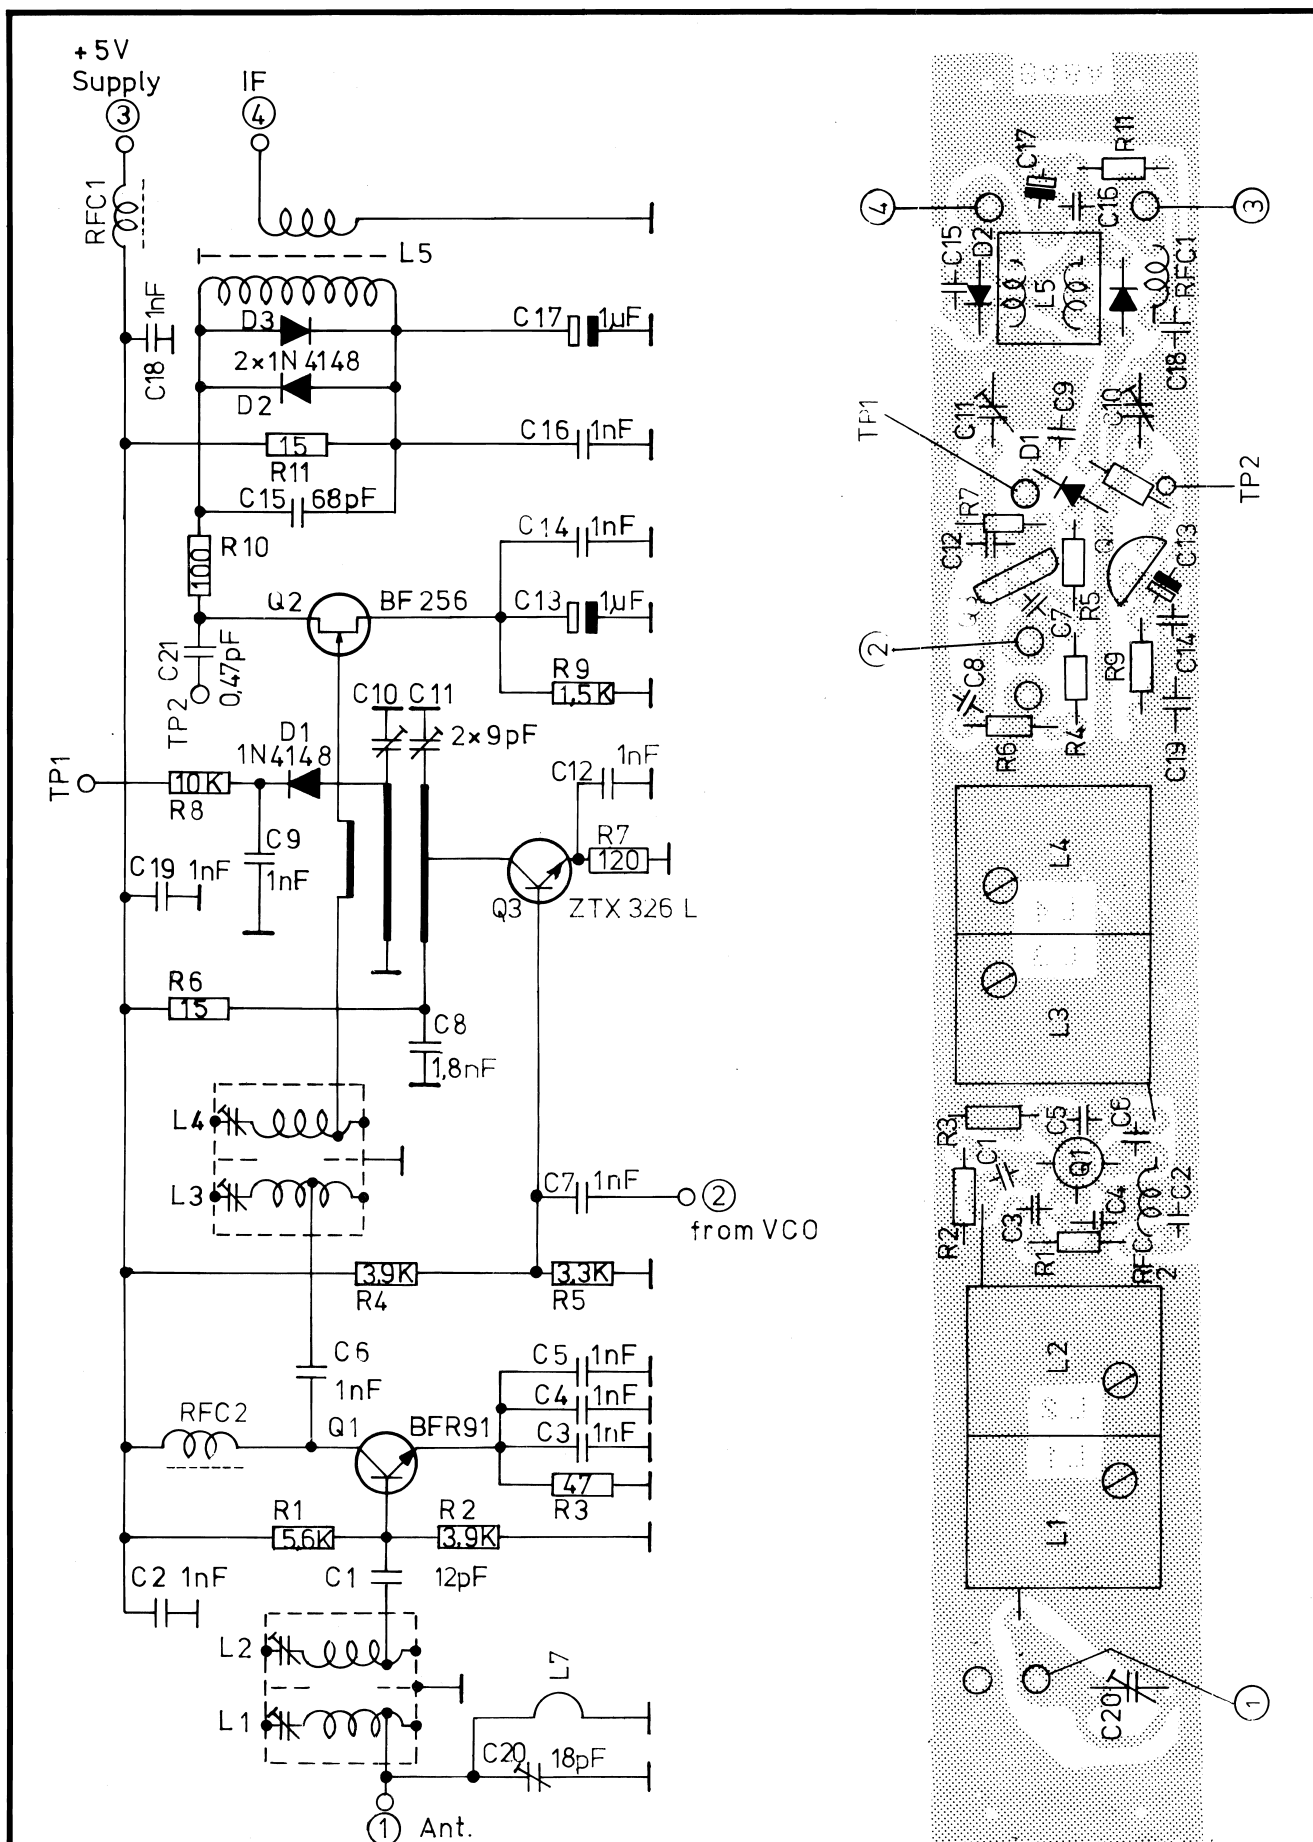 +5V
Supply
3
IF
4
RFC1
L5
1nF
C18
D3
2×1N4148
D2
C17 1µF
15
R11
C16 1nF
C15 68pF
100
R10
C14 1nF
Q2
BF256
C13 1µF
C21
0,47pF
TP2
R9
1,5K
C10 C11
2×9pF
D1
1N4148
TP1
10K
R8
C12
1nF
C9
1nF
R7
120
C19 1nF
Q3
ZTX326L
R6
15
C8
1,8nF
L4
L3
C7
1nF
2
from VCO
3,9K
R4
3,3K
R5
C6
1nF
C5 1nF
C4 1nF
C3 1nF
RFC2
Q1
BFR91
47
R3
R1
5,6K
R2
3,9K
C2 1nF
C1
12pF
L2
L1
L7
C20
18pF
1 Ant.
C17
R11
4
C16
3
C15
D2
L5
RFC1
C18
C11
C9
C10
TP1
D1
TP2
R7
C12
Q
C13
R5
C7
2
C14
C8
R9
R6
R4
C19
L4
L3
R3
C5
C6
C1
Q1
R2
C3
C4
C2
R1
RFC
2
L2
L1
C20
1